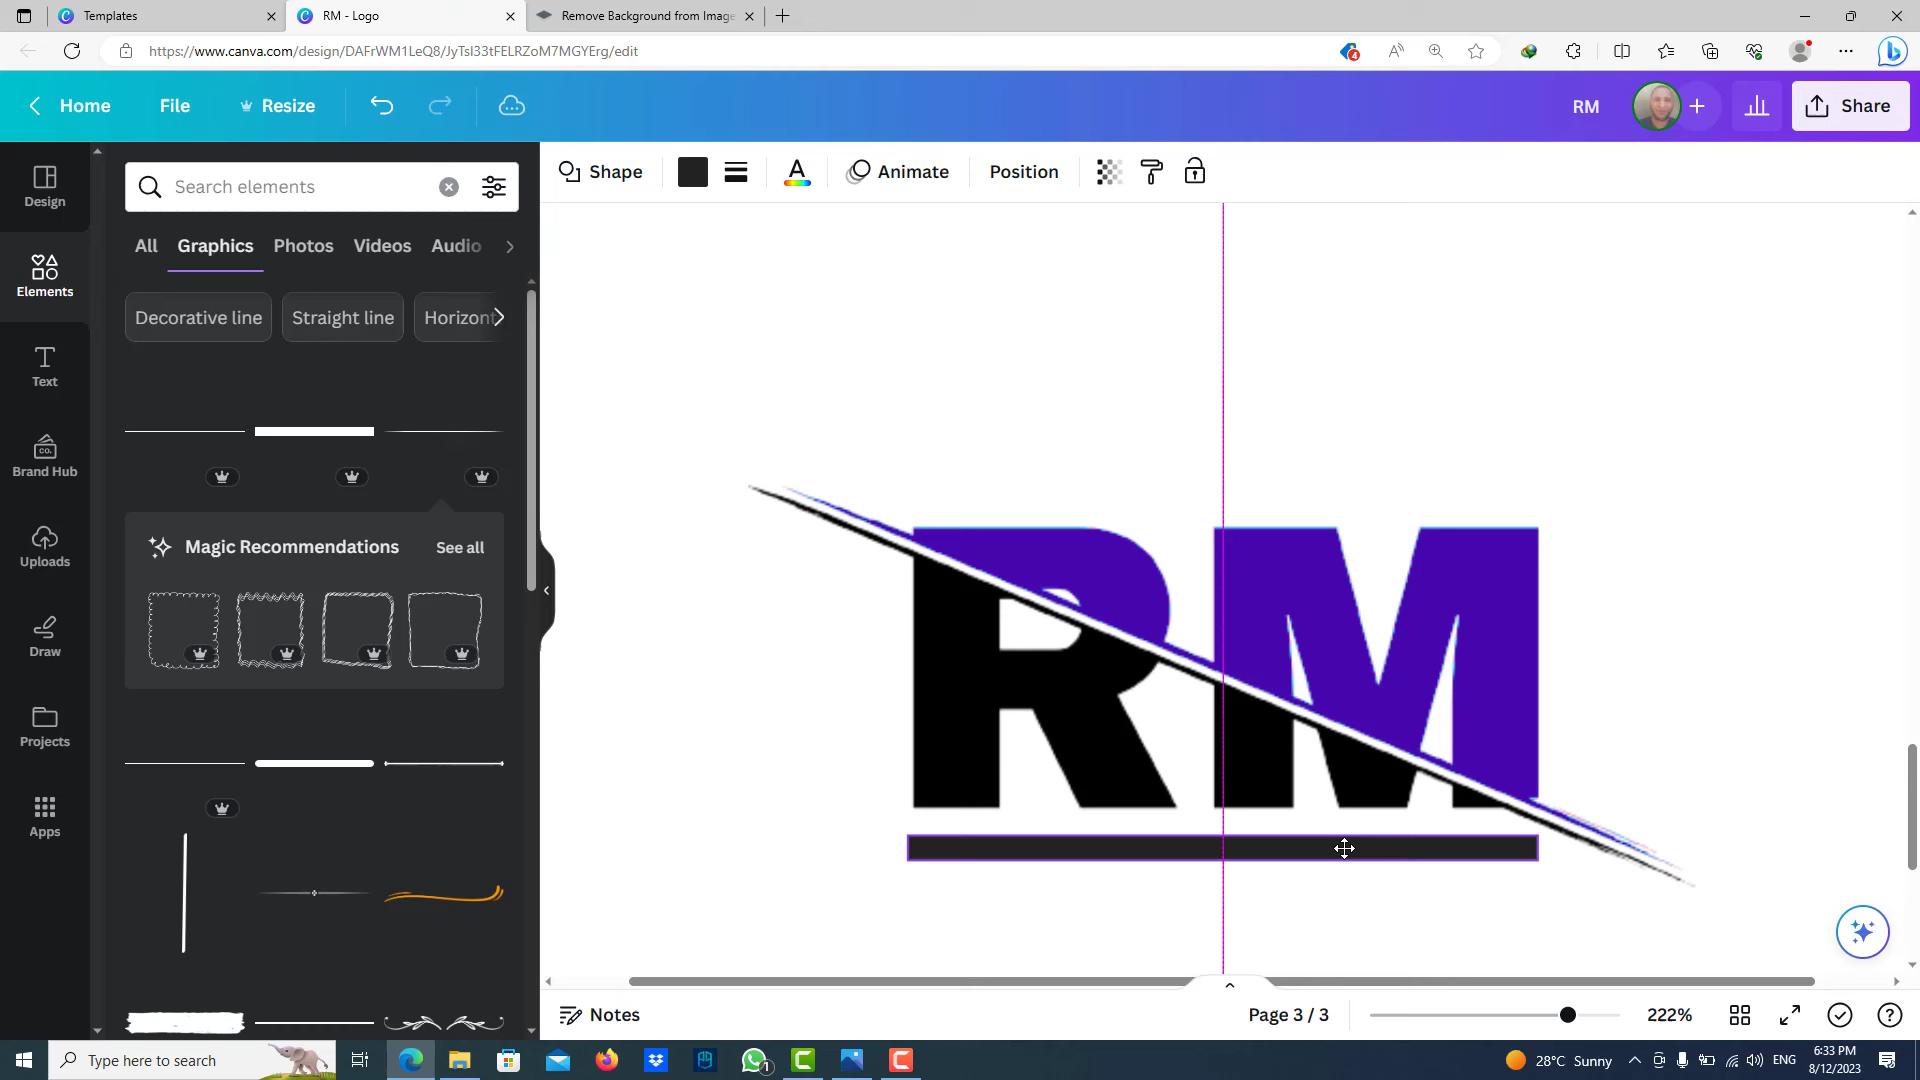 Templates
RM - Logo
Remove Background from Image
https://www.canva.com/design/DAFrWM1LeQ8/JyTsl33tFELRZoM7MGYErg/edit
4
Home
File
Resize
RM
Share
Design
Elements
Text
Brand Hub
CO.
Uploads
Draw
Projects
Apps
Search elements
All
Graphics
Photos
Videos
Audio
Decorative line
Straight line
Horizont
Magic Recommendations
See all
Shape
A
Animate
Position
RM
Notes
Page 3 / 3
222%
Type here to search
1
28°C Sunny
ENG
6:33 PM
8/12/2023